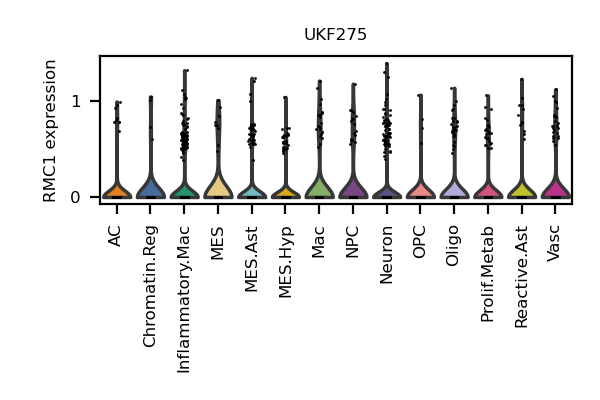 UKF275
RMC1 expression
1
0
AC
Chromatin.Reg
Inflammatory.Mac
MES
MES.Ast
MES.Hyp
Mac
NPC
Neuron
OPC
Oligo
Prolif.Metab
Reactive.Ast
Vasc